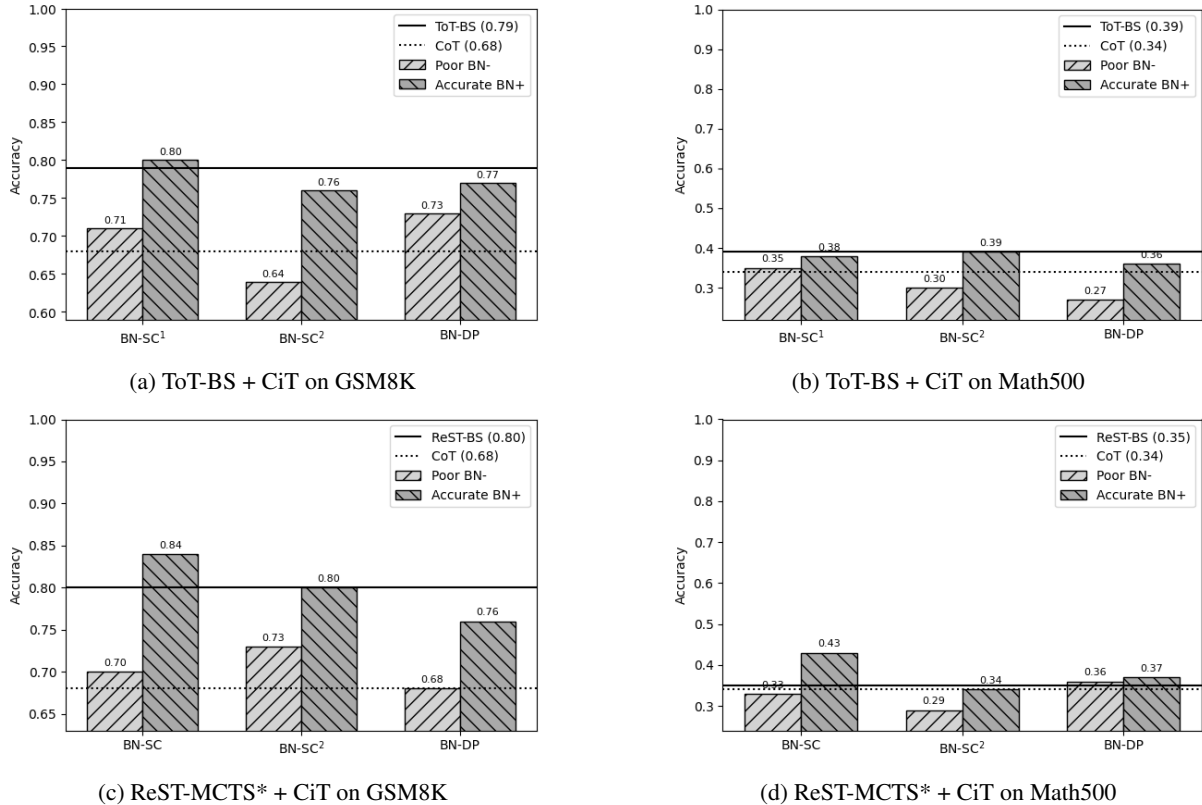 1.00
0.95
0.90
0.85
0.80
0.75
0.70
0.65
0.60
Accuracy
ToT-BS (0.79)
CoT (0.68)
Poor BN-
Accurate BN+
0.71
0.80
0.64
0.76
0.73
0.77
BN-SC¹
BN-SC²
BN-DP
(a) ToT-BS + CiT on GSM8K
1.0
0.9
0.8
0.7
0.6
0.5
0.4
0.3
Accuracy
ToT-BS (0.39)
CoT (0.34)
Poor BN-
Accurate BN+
0.35
0.38
0.30
0.39
0.27
0.36
BN-SC¹
BN-SC²
BN-DP
(b) ToT-BS + CiT on Math500
1.00
0.95
0.90
0.85
0.80
0.75
0.70
0.65
Accuracy
ReST-BS (0.80)
CoT (0.68)
Poor BN-
Accurate BN+
0.70
0.84
0.73
0.80
0.68
0.76
BN-SC
BN-SC²
BN-DP
(c) ReST-MCTS* + CiT on GSM8K
1.0
0.9
0.8
0.7
0.6
0.5
0.4
0.3
Accuracy
ReST-BS (0.35)
CoT (0.34)
Poor BN-
Accurate BN+
0.33
0.43
0.29
0.34
0.36
0.37
BN-SC
BN-SC²
BN-DP
(d) ReST-MCTS* + CiT on Math500